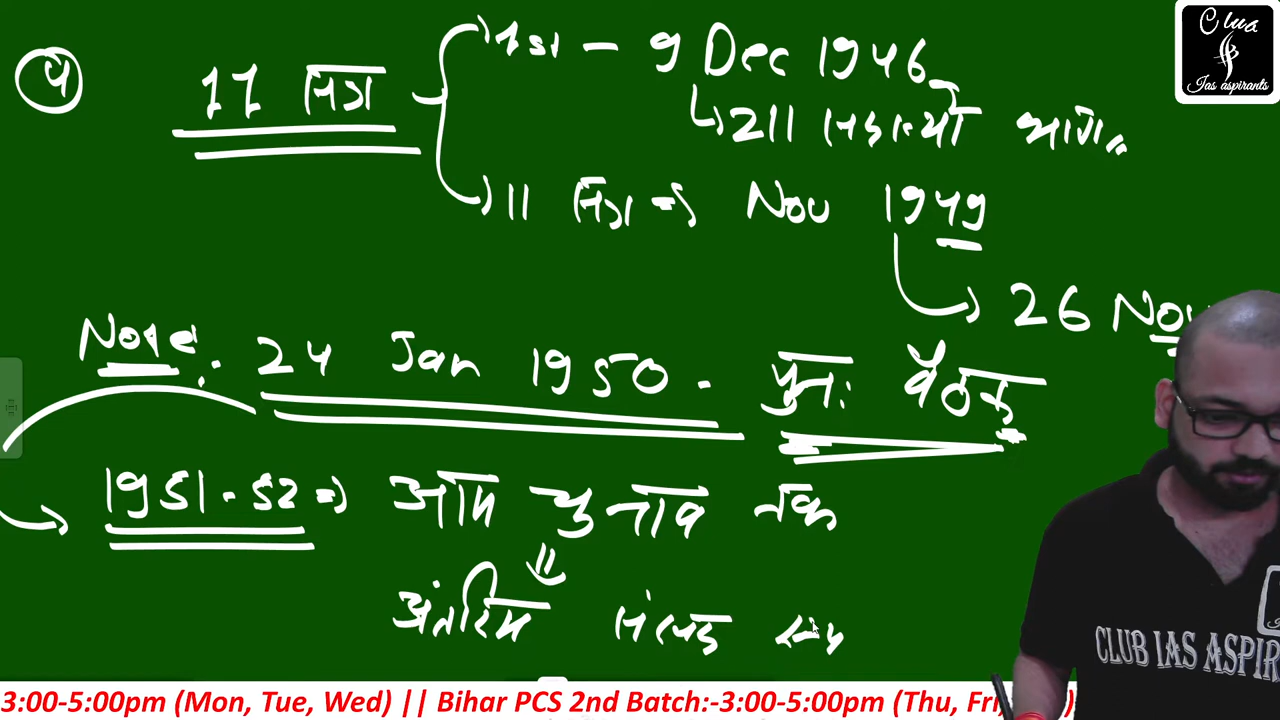 Club
Ias aspirants
4
11 सत्र
1st - 9 Dec 1946
211 सदस्यों भाग
11 सत्र ⇒ Nov 1949
26 Nov
Note: 24 Jan 1950. पुनः बैठक
1951-52 ⇒ आम चुनाव तक
अंतरिम संसद रूप
CLUB IAS ASPIR
3:00-5:00pm (Mon, Tue, Wed) || Bihar PCS 2nd Batch:-3:00-5:00pm (Thu, Fri,